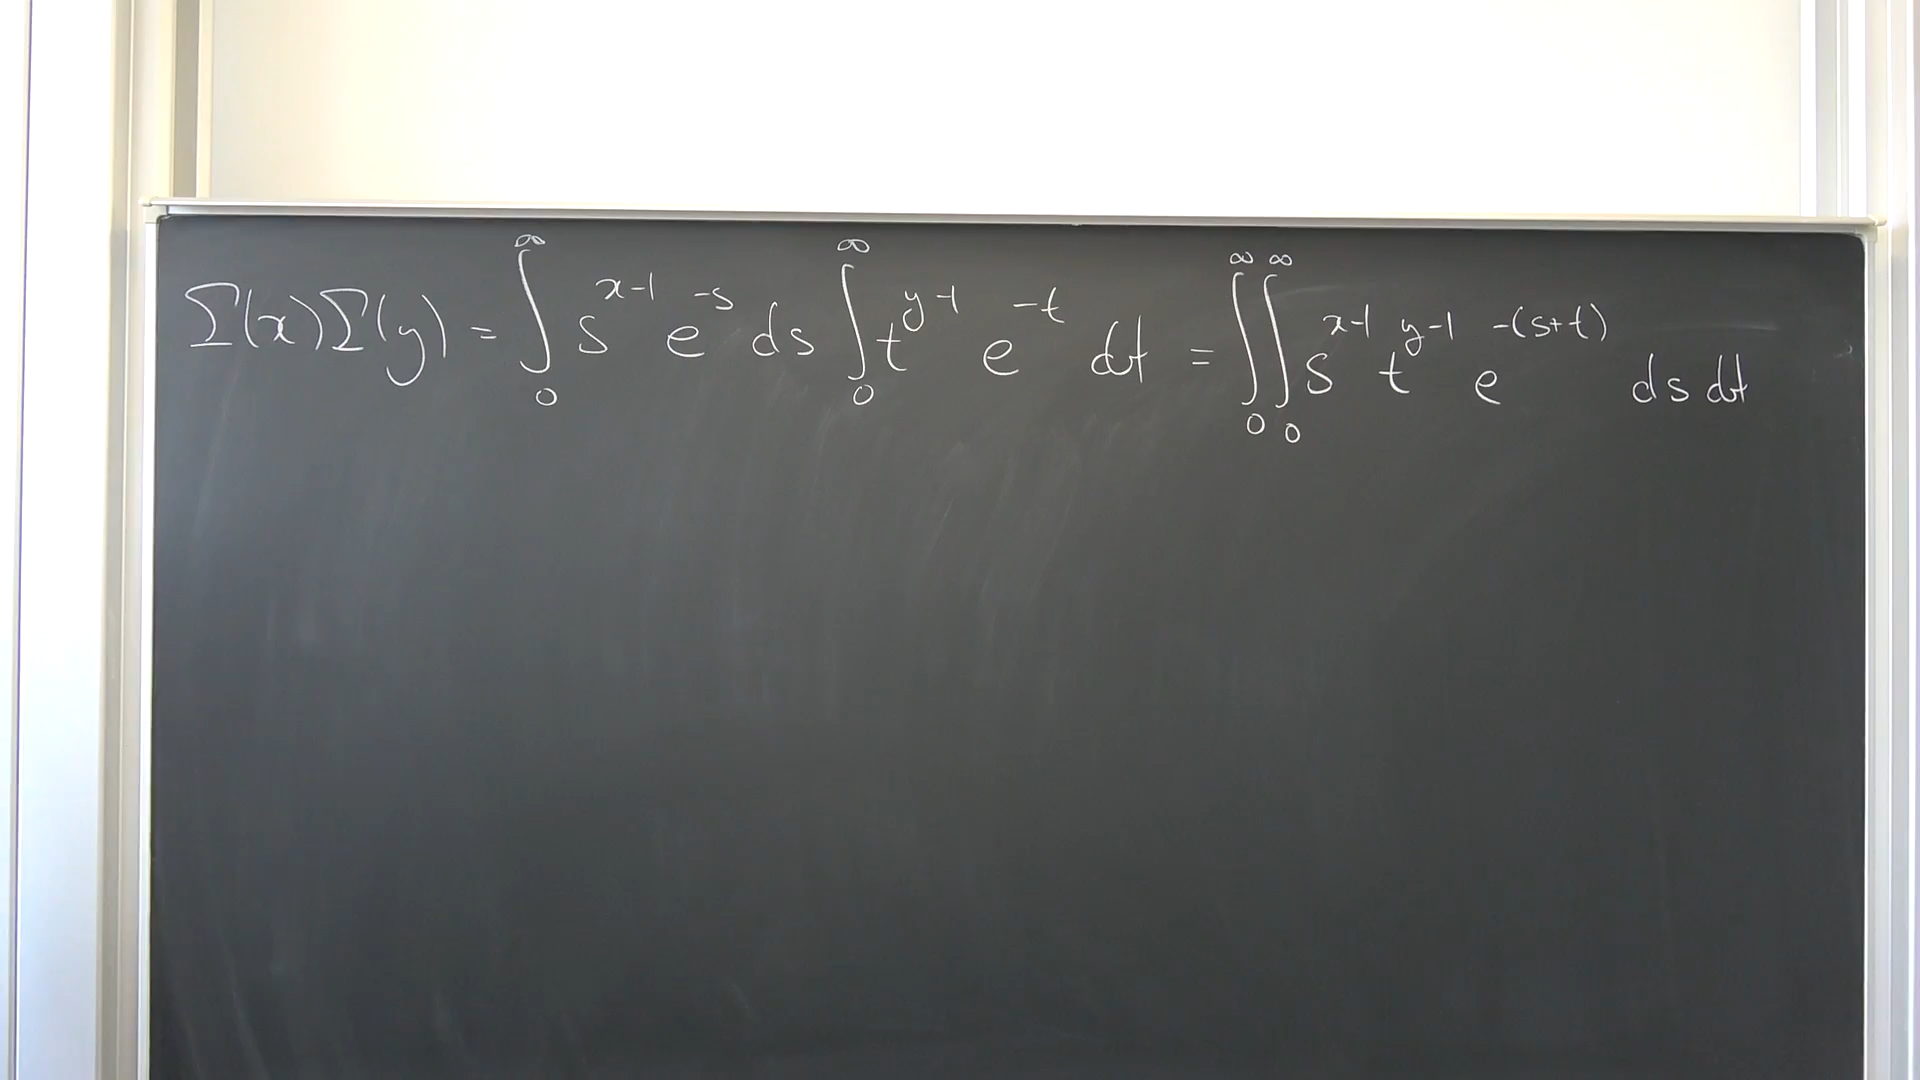 Γ(x)Γ(y) = ∫₀^∞ s^{x-1} e^{-s} ds ∫₀^∞ t^{y-1} e^{-t} dt = ∫₀^∞ ∫₀^∞ s^{x-1} t^{y-1} e^{-(s+t)} ds dt